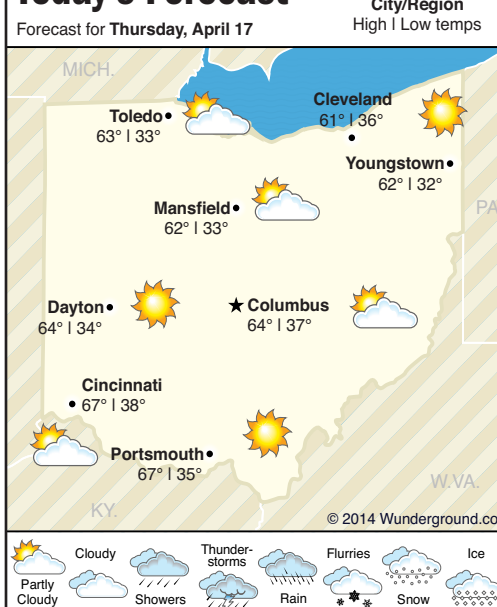 Today's Forecast
City/Region
High | Low temps
Forecast for Thursday, April 17
MICH.
Cleveland
61° | 36°
Toledo
63° | 33°
Youngstown
62° | 32°
Mansfield
62° | 33°
PA
Dayton
64° | 34°
Columbus
64° | 37°
Cincinnati
67° | 38°
Portsmouth
67° | 35°
W.VA.
KY.
© 2014 Wunderground.co
Partly
Cloudy
Cloudy
Showers
Thunder-
storms
Rain
Flurries
Snow
Ice